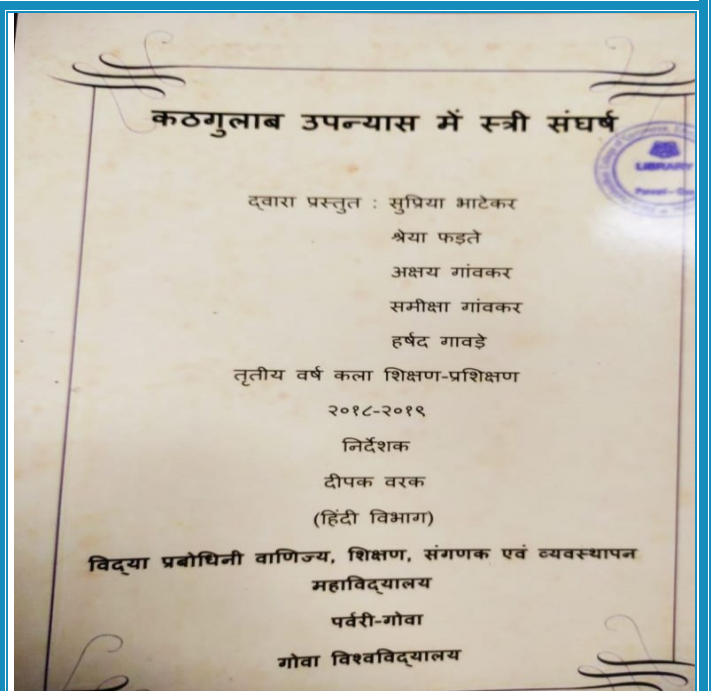 कठगुलाब उपन्यास में स्त्री संघर्ष
LIBRARY
द्वारा प्रस्तुत : सुप्रिया भाटेकर
श्रेया फड़ते
अक्षय गांवकर
समीक्षा गांवकर
हर्षद गावड़े
तृतीय वर्ष कला शिक्षण-प्रशिक्षण
२०१८-२०१९
निर्देशक
दीपक वरक
(हिंदी विभाग)
विद्या प्रबोधिनी वाणिज्य, शिक्षण, संगणक एवं व्यवस्थापन
महाविद्यालय
पर्वरी-गोवा
गोवा विश्वविद्यालय